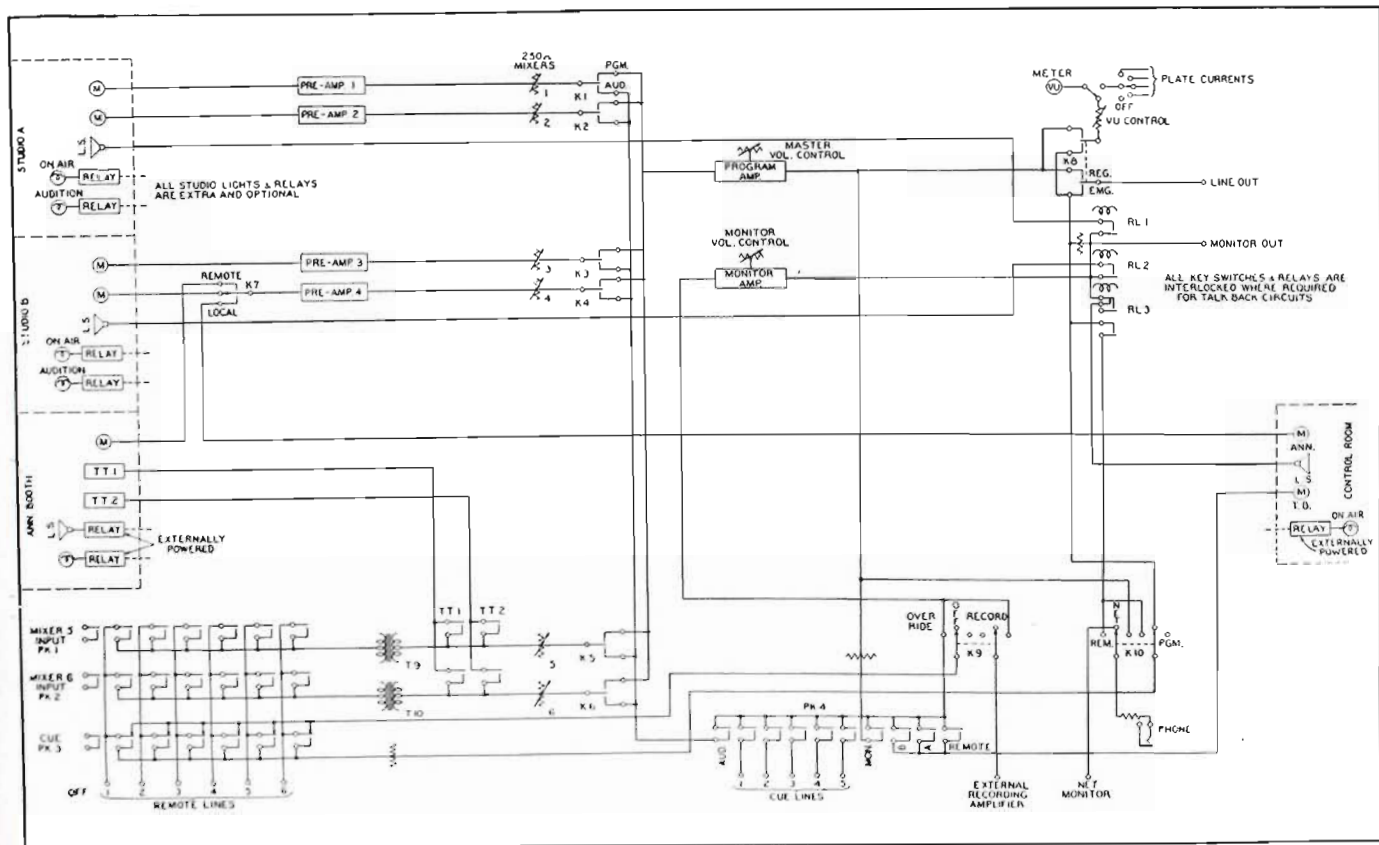 STUDIO A
M
PRE-AMP 1
M
PRE-AMP 2
L.S.
ON AIR
RELAY
AUDITION
RELAY
ALL STUDIO LIGHTS & RELAYS
ARE EXTRA AND OPTIONAL
250Ω
MIXERS
1
K1
2
K2
PGM.
AUD.
MASTER
VOL. CONTROL
PROGRAM
AMP.
METER
VU
PLATE CURRENTS
OFF
VU CONTROL
K8
REG.
EMG.
LINE OUT
RL 1
MONITOR OUT
RL2
ALL KEY SWITCHES & RELAYS ARE
INTERLOCKED WHERE REQUIRED
FOR TALK BACK CIRCUITS
RL3
STUDIO B
M
PRE-AMP 3
M
PRE-AMP 4
REMOTE
K7
LOCAL
3
K3
4
K4
MONITOR
VOL. CONTROL
MONITOR
AMP.
L.S.
ON AIR
RELAY
AUDITION
RELAY
ANN BOOTH
M
TT1
TT2
L.S.
RELAY
RELAY
EXTERNALLY
POWERED
CONTROL ROOM
M
ANN.
L.S.
M
T.B.
ON AIR
RELAY
EXTERNALLY
POWERED
MIXER 5
INPUT
PK 1
MIXER 6
INPUT
PK 2
CUE
PK 3
OFF
1
2
3
4
5
6
REMOTE LINES
T9
T10
TT1
TT2
5
K5
6
K6
OVER
RIDE
OFF
RECORD
K9
REM.
NET
K10
PGM.
PHONE
PK4
AUD.
1
2
3
4
5
CUE LINES
MON.
B
A
REMOTE
EXTERNAL
RECORDING
AMPLIFIER
NET
MONITOR